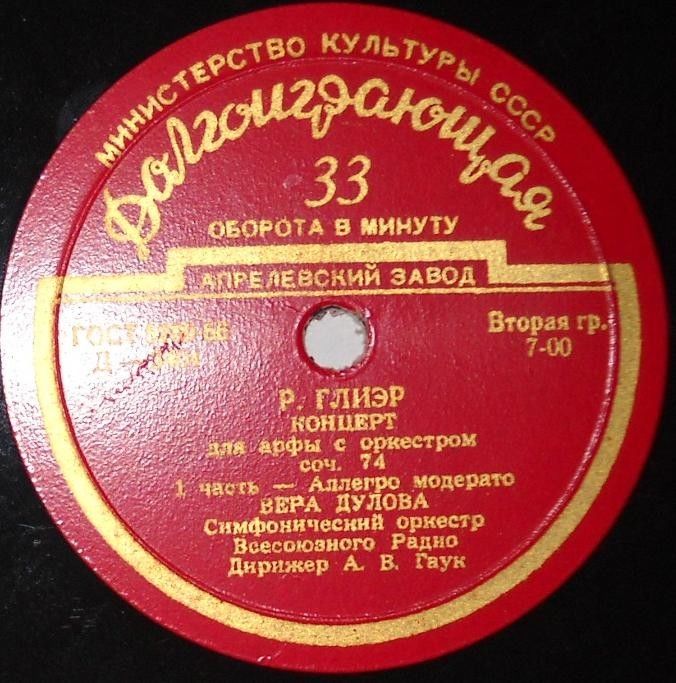 МИНИСТЕРСТВО КУЛЬТУРЫ СССР
Долгоиграющая
33
ОБОРОТА В МИНУТУ
АПРЕЛЕВСКИЙ ЗАВОД
ГОСТ
Д —
Вторая гр.
7-00
Р. ГЛИЭР
КОНЦЕРТ
для арфы с оркестром
соч. 74
1 часть — Аллегро модерато
ВЕРА ДУЛОВА
Симфонический оркестр
Всесоюзного Радио
Дирижер А. В. Гаук